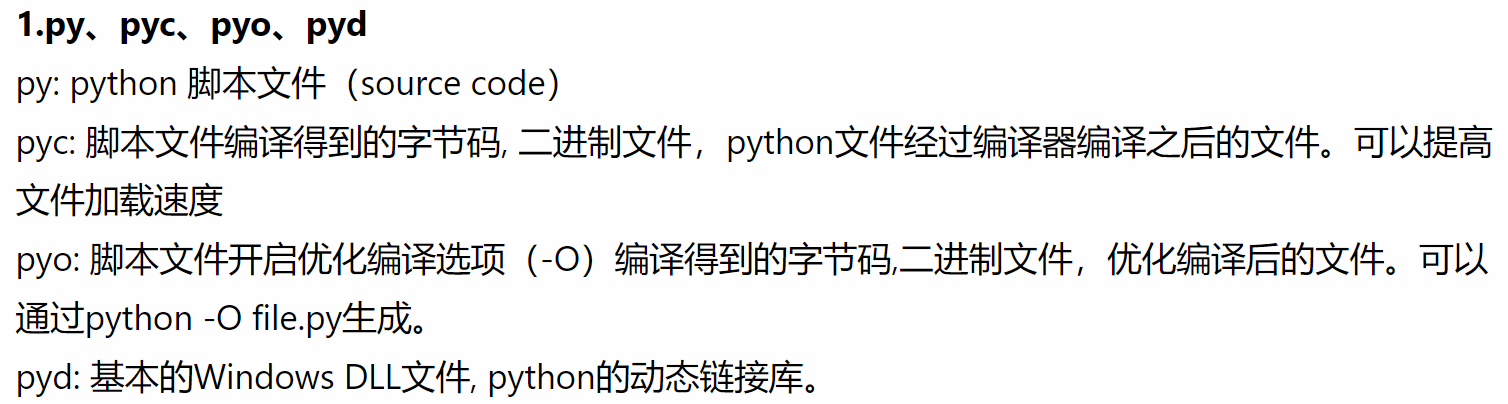 1.py、pyc、pyo、pyd
py: python 脚本文件（source code）
pyc: 脚本文件编译得到的字节码, 二进制文件，python文件经过编译器编译之后的文件。可以提高
文件加载速度
pyo: 脚本文件开启优化编译选项（-O）编译得到的字节码,二进制文件，优化编译后的文件。可以
通过python -O file.py生成。
pyd: 基本的Windows DLL文件, python的动态链接库。